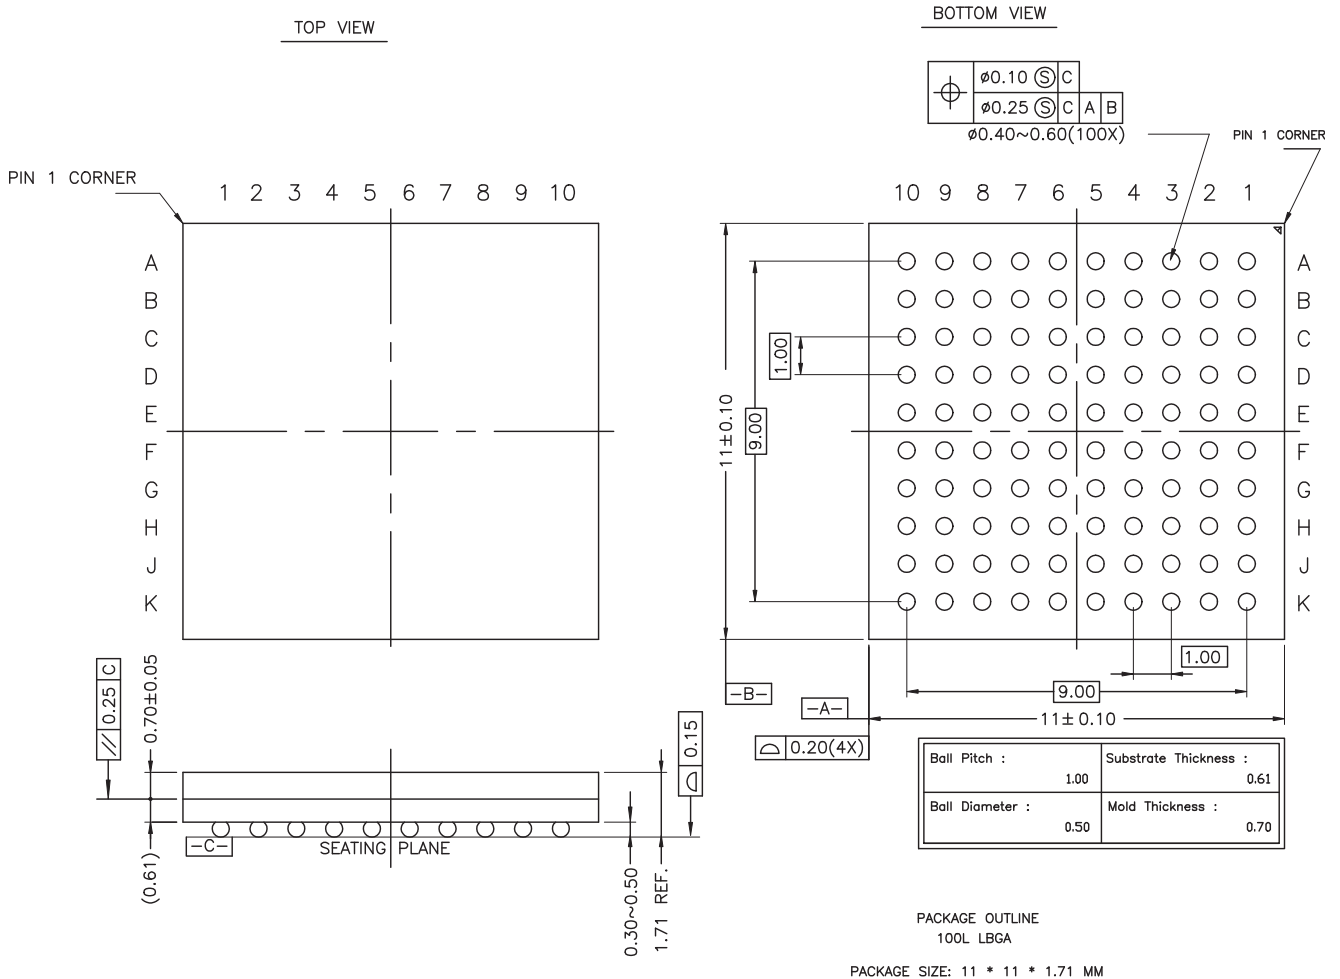 TOP VIEW
BOTTOM VIEW
⌖ ⌀0.10 Ⓢ C
⌀0.25 Ⓢ C A B
⌀0.40~0.60(100X)
PIN 1 CORNER
PIN 1 CORNER
1 2 3 4 5 6 7 8 9 10
A
B
C
D
E
F
G
H
J
K
10 9 8 7 6 5 4 3 2 1
A
B
C
D
E
F
G
H
J
K
1.00
9.00
11±0.10
1.00
9.00
11±0.10
-B-
-A-
⌓ 0.20(4X)
// 0.25 C
0.70±0.05
(0.61)
⌓ 0.15
-C-
SEATING PLANE
0.30~0.50
1.71 REF.
Ball Pitch : 1.00
Substrate Thickness : 0.61
Ball Diameter : 0.50
Mold Thickness : 0.70
PACKAGE OUTLINE
100L LBGA
PACKAGE SIZE: 11 * 11 * 1.71 MM